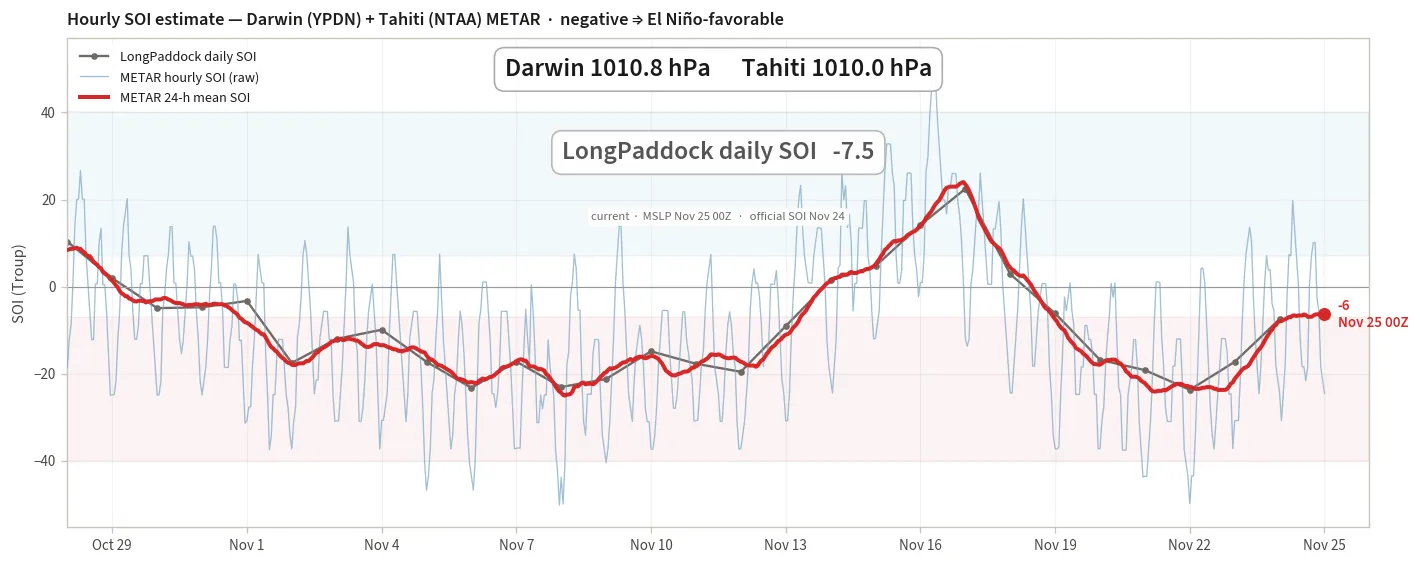 Hourly SOI estimate — Darwin (YPDN) + Tahiti (NTAA) METAR · negative ⇒ El Niño-favorable
LongPaddock daily SOI
METAR hourly SOI (raw)
METAR 24-h mean SOI
Darwin 1010.8 hPa Tahiti 1010.0 hPa
LongPaddock daily SOI -7.5
current · MSLP Nov 25 00Z · official SOI Nov 24
SOI (Troup)
40
20
0
−20
−40
-6
Nov 25 00Z
Oct 29 Nov 1 Nov 4 Nov 7 Nov 10 Nov 13 Nov 16 Nov 19 Nov 22 Nov 25